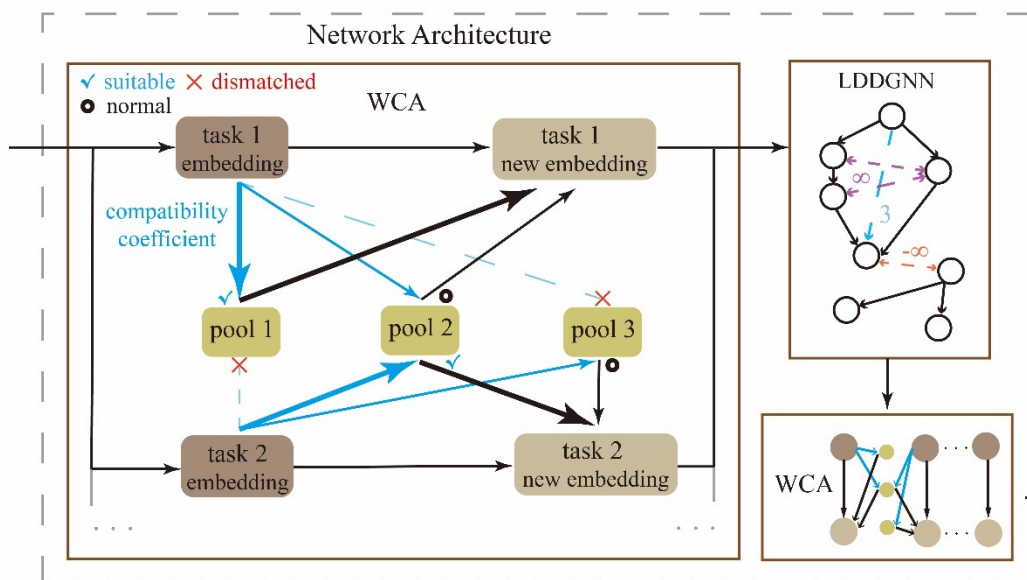 Network Architecture
✓ suitable × dismatched
normal
WCA
task 1
embedding
task 1
new embedding
compatibility
coefficient
pool 1
pool 2
pool 3
task 2
embedding
task 2
new embedding
. . .
. . .
LDDGNN
∞
3
-∞
WCA
. . .
. . .